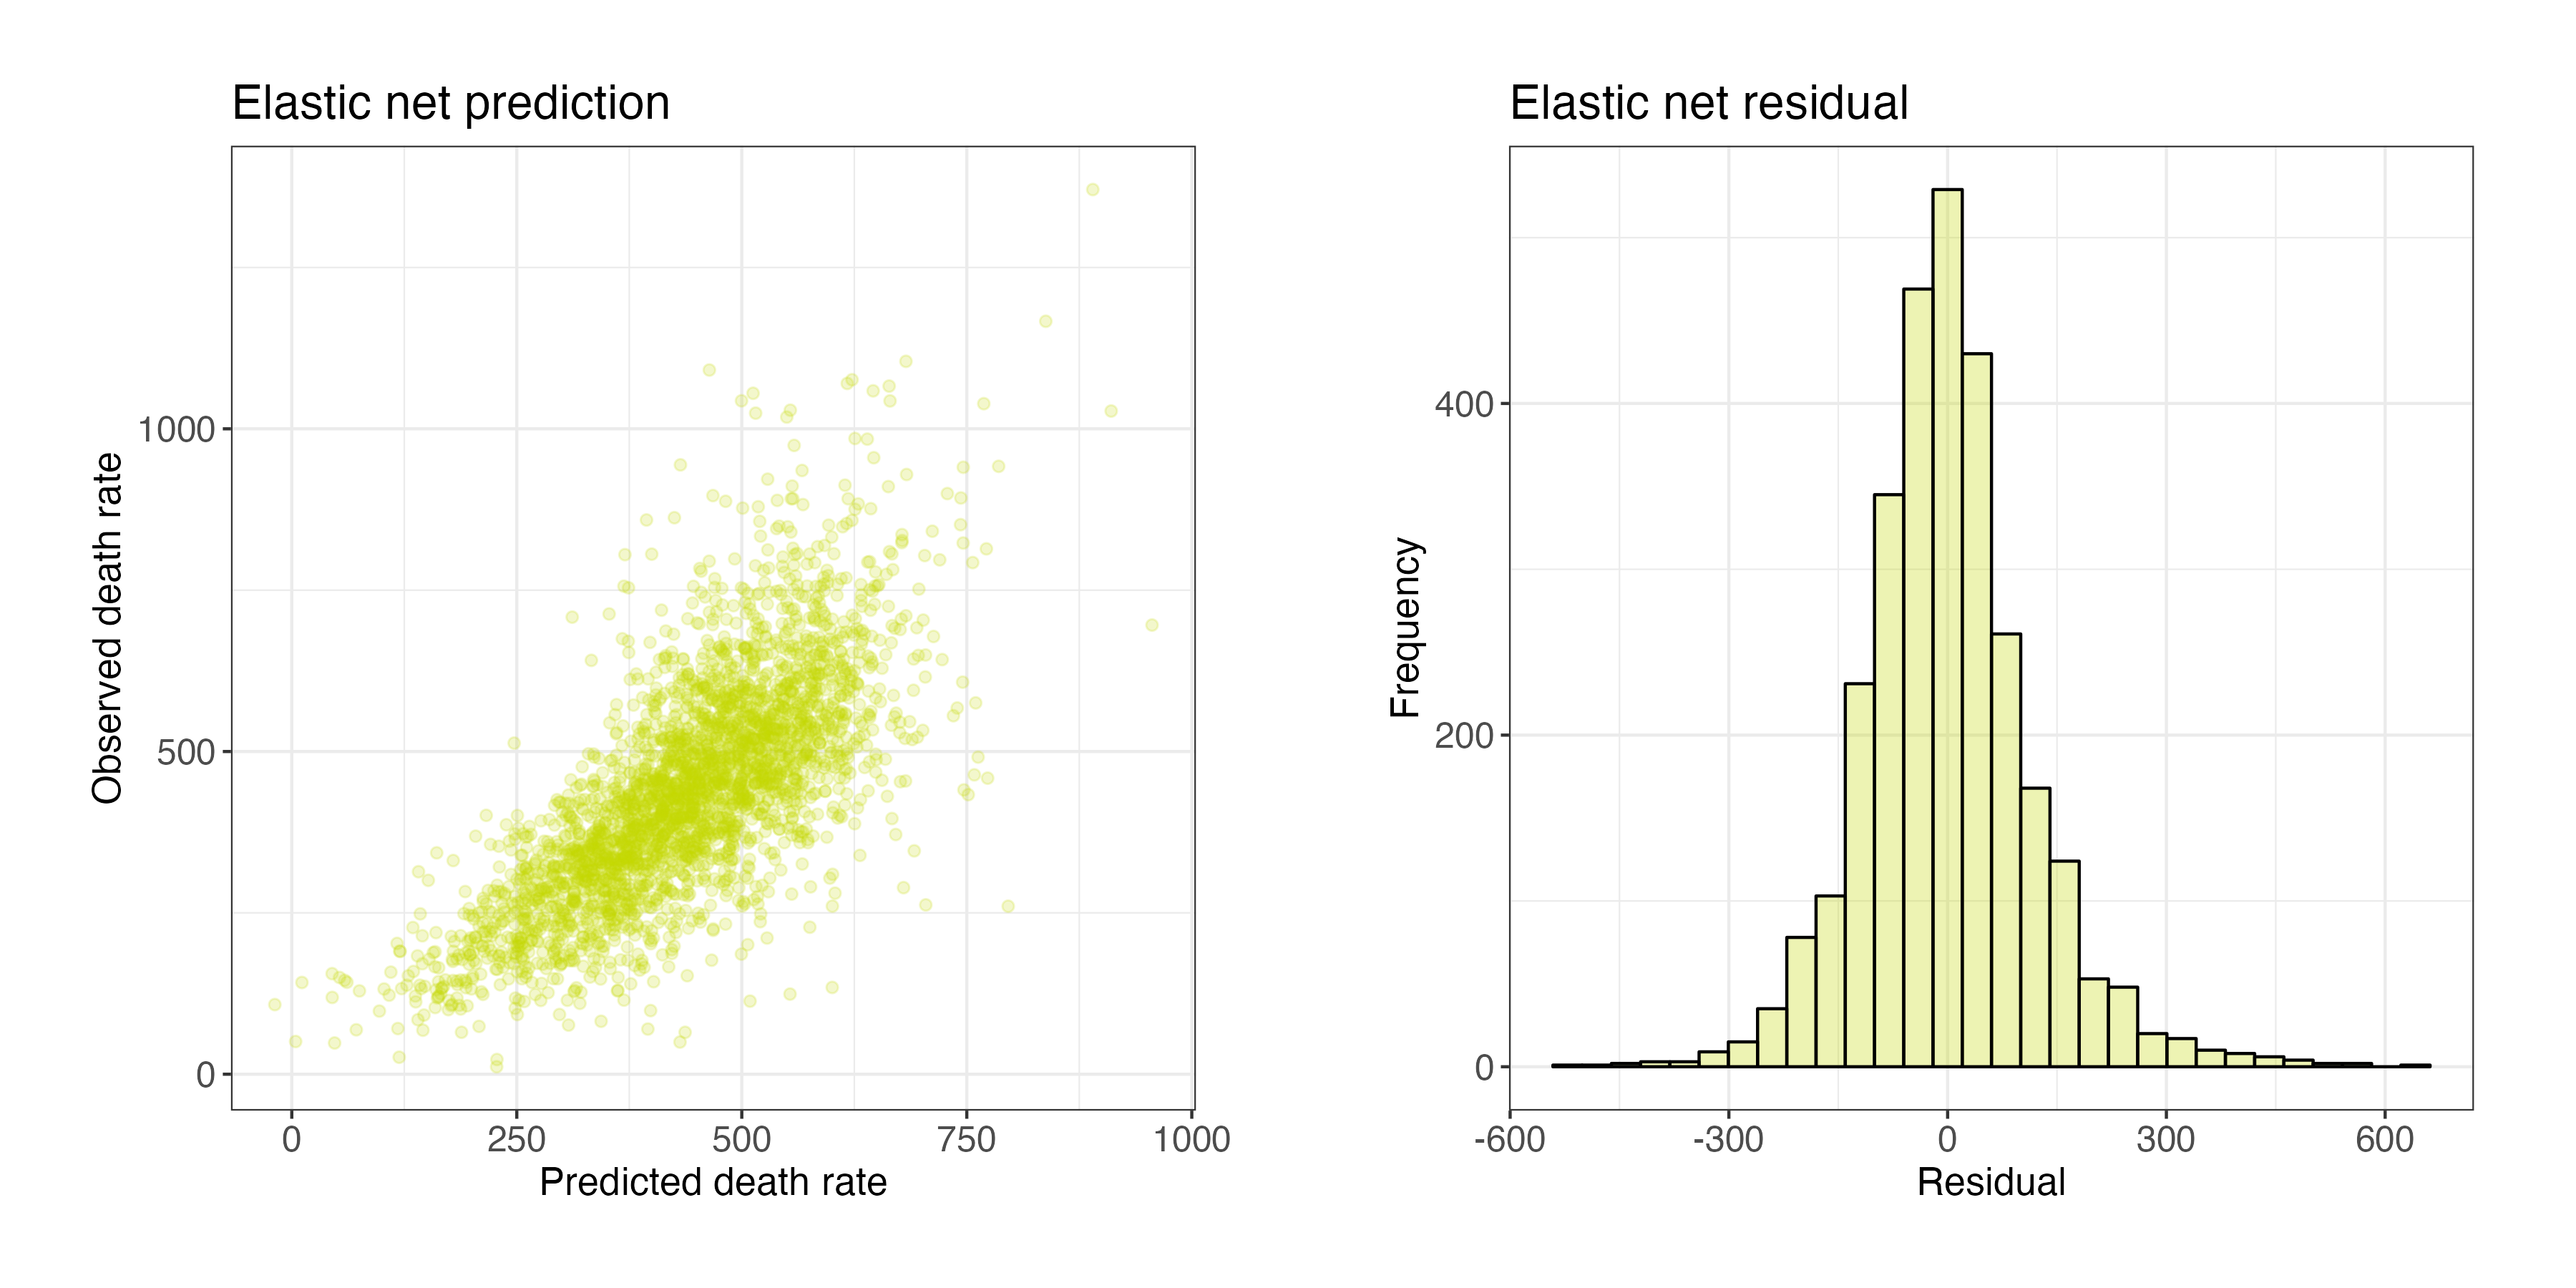 Elastic net prediction
Observed death rate
1000
500
0
0 250 500 750 1000
Predicted death rate
Elastic net residual
Frequency
400
200
0
-600 -300 0 300 600
Residual